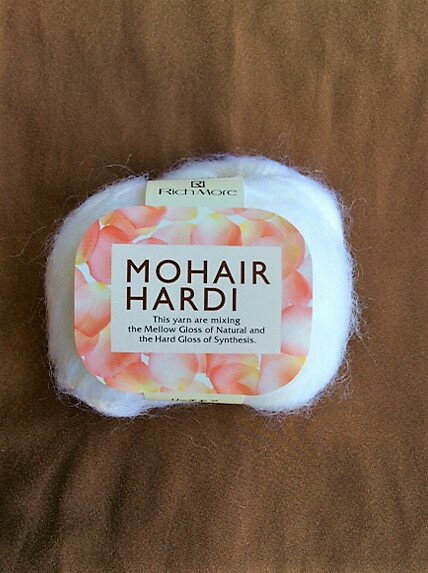 RICHMORE
MOHAIR
HARDI
This yarn are mixing
the Mellow Gloss of Natural and
the Hard Gloss of Synthesis.